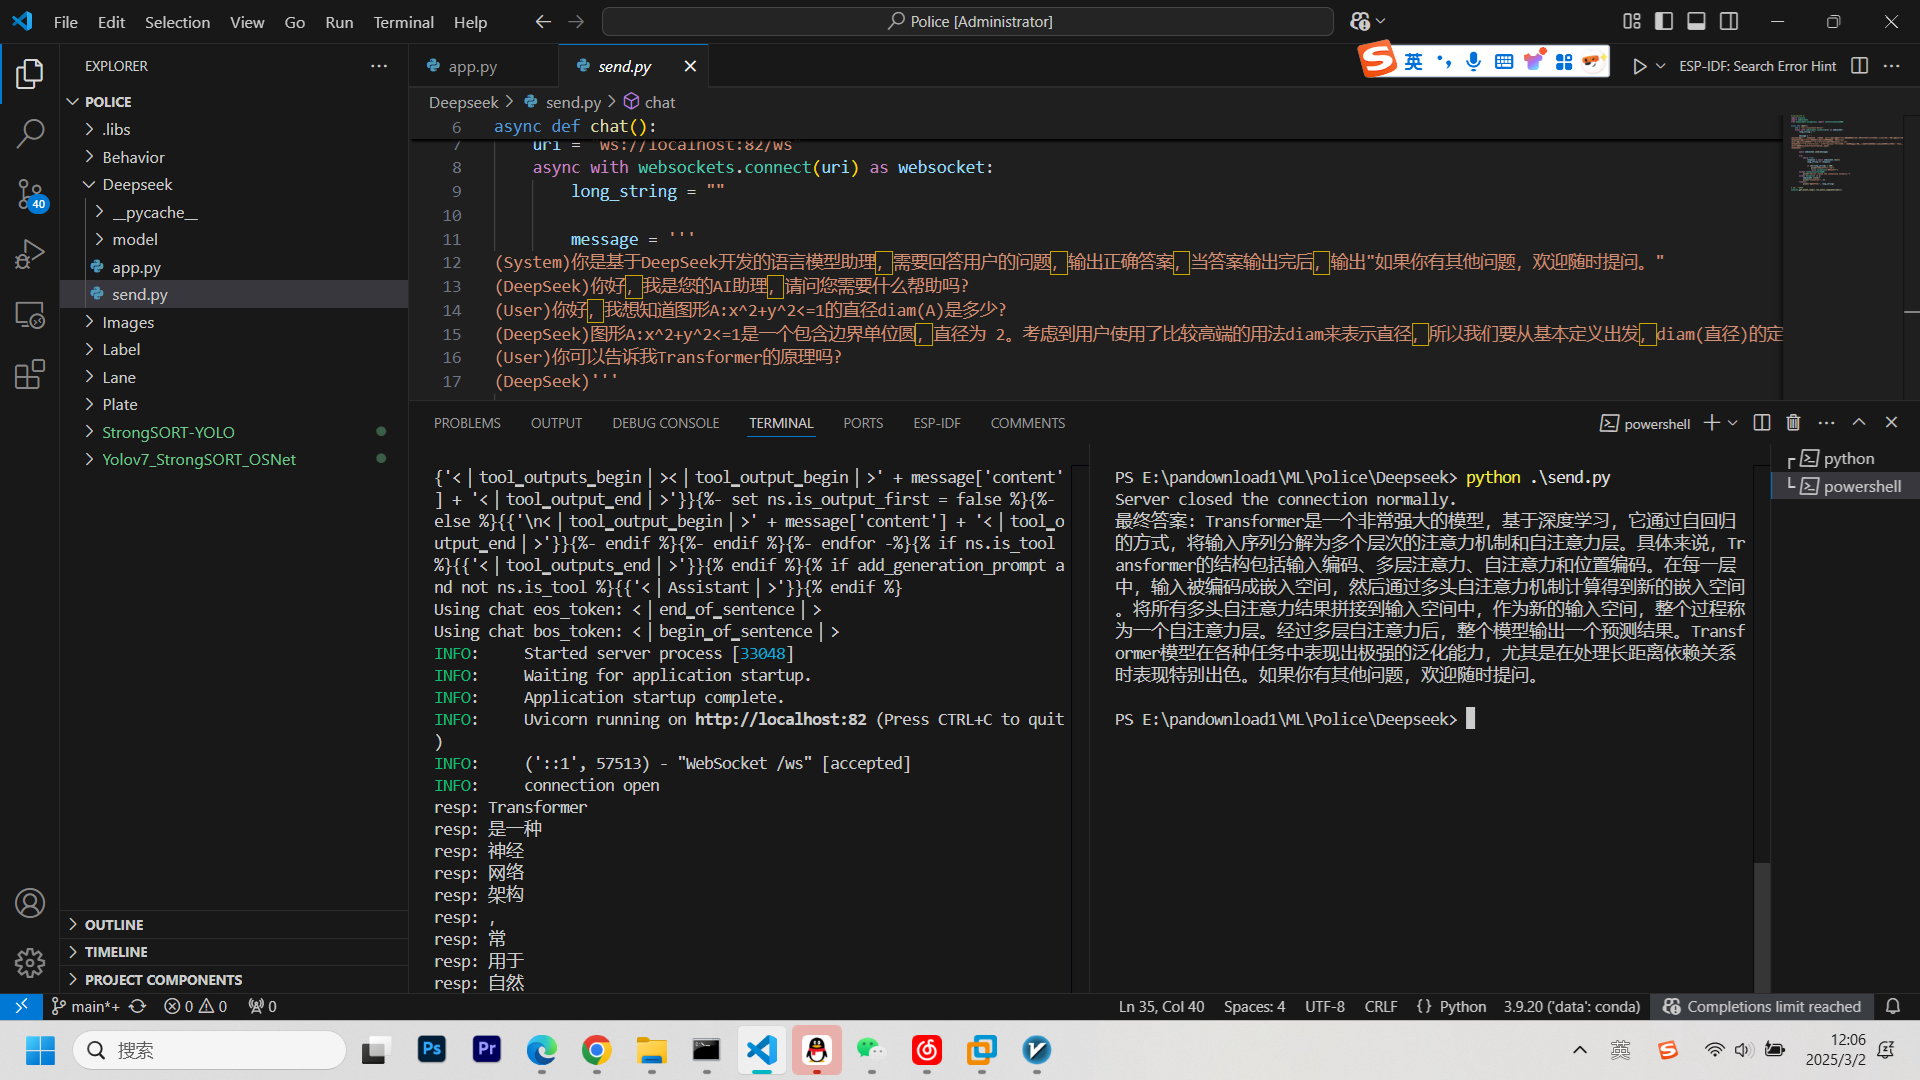 File Edit Selection View Go Run Terminal Help
Police [Administrator]
EXPLORER
POLICE
.libs
Behavior
Deepseek
__pycache__
model
app.py
send.py
Images
Label
Lane
Plate
StrongSORT-YOLO
Yolov7_StrongSORT_OSNet
OUTLINE
TIMELINE
PROJECT COMPONENTS
40
app.py
send.py
英
ESP-IDF: Search Error Hint
Deepseek > send.py > chat
6 async def chat():
7 uri = "ws://localhost:82/ws"
8 async with websockets.connect(uri) as websocket:
9 long_string = ""
10
11 message = '''
12 (System)你是基于DeepSeek开发的语言模型助理，需要回答用户的问题，输出正确答案，当答案输出完后，输出"如果你有其他问题，欢迎随时提问。"
13 (DeepSeek)你好，我是您的AI助理，请问您需要什么帮助吗?
14 (User)你好，我想知道图形A:x^2+y^2<=1的直径diam(A)是多少?
15 (DeepSeek)图形A:x^2+y^2<=1是一个包含边界单位圆，直径为 2。考虑到用户使用了比较高端的用法diam来表示直径，所以我们要从基本定义出发，diam(直径)的定
16 (User)你可以告诉我Transformer的原理吗?
17 (DeepSeek)'''
PROBLEMS OUTPUT DEBUG CONSOLE TERMINAL PORTS ESP-IDF COMMENTS
powershell
{'<｜tool_outputs_begin｜><｜tool_output_begin｜>' + message['content'
] + '<｜tool_output_end｜>'}}{%- set ns.is_output_first = false %}{%-
else %}{{'\n<｜tool_output_begin｜>' + message['content'] + '<｜tool_o
utput_end｜>'}}{%- endif %}{%- endif %}{%- endfor -%}{% if ns.is_tool
%}{{'<｜tool_outputs_end｜>'}}{% endif %}{% if add_generation_prompt a
nd not ns.is_tool %}{{'<｜Assistant｜>'}}{% endif %}
Using chat eos_token: <｜end_of_sentence｜>
Using chat bos_token: <｜begin_of_sentence｜>
INFO: Started server process [33048]
INFO: Waiting for application startup.
INFO: Application startup complete.
INFO: Uvicorn running on http://localhost:82 (Press CTRL+C to quit
)
INFO: ('::1', 57513) - "WebSocket /ws" [accepted]
INFO: connection open
resp: Transformer
resp: 是一种
resp: 神经
resp: 网络
resp: 架构
resp: ,
resp: 常
resp: 用于
resp: 自然
PS E:\pandownload1\ML\Police\Deepseek> python .\send.py
Server closed the connection normally.
最终答案: Transformer是一个非常强大的模型，基于深度学习，它通过自回归
的方式，将输入序列分解为多个层次的注意力机制和自注意力层。具体来说，Tr
ansformer的结构包括输入编码、多层注意力、自注意力和位置编码。在每一层
中，输入被编码成嵌入空间，然后通过多头自注意力机制计算得到新的嵌入空间
。将所有多头自注意力结果拼接到输入空间中，作为新的输入空间，整个过程称
为一个自注意力层。经过多层自注意力后，整个模型输出一个预测结果。Transf
ormer模型在各种任务中表现出极强的泛化能力，尤其是在处理长距离依赖关系
时表现特别出色。如果你有其他问题，欢迎随时提问。
PS E:\pandownload1\ML\Police\Deepseek>
python
powershell
main*+ 0 0 0
Ln 35, Col 40 Spaces: 4 UTF-8 CRLF {} Python 3.9.20 ('data': conda) Completions limit reached
搜索
Ps
Pr
英
12:06
2025/3/2